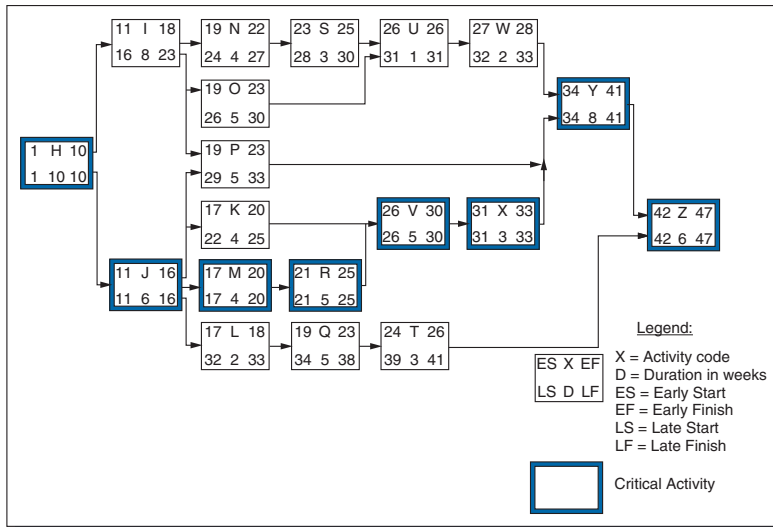 11 I 18
16 8 23
19 N 22
24 4 27
23 S 25
28 3 30
26 U 26
31 1 31
27 W 28
32 2 33
19 O 23
26 5 30
34 Y 41
34 8 41
1 H 10
1 10 10
19 P 23
29 5 33
17 K 20
22 4 25
26 V 30
26 5 30
31 X 33
31 3 33
42 Z 47
42 6 47
11 J 16
11 6 16
17 M 20
17 4 20
21 R 25
21 5 25
17 L 18
32 2 33
19 Q 23
34 5 38
24 T 26
39 3 41
Legend:
ES X EF
LS D LF
X = Activity code
D = Duration in weeks
ES = Early Start
EF = Early Finish
LS = Late Start
LF = Late Finish
Critical Activity